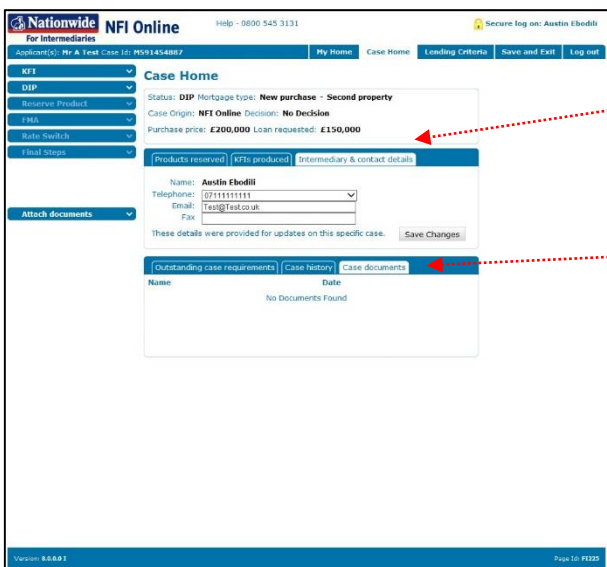 Nationwide NFI Online
For Intermediaries
Help - 0800 545 3131
Secure log on: Austin Ebodili
Applicant(s): Mr A Test Case Id: MS91454887
My Home Case Home Lending Criteria Save and Exit Log out
KFI
DIP
Reserve Product
FMA
Rate Switch
Final Steps
Attach documents
Case Home
Status: DIP Mortgage type: New purchase - Second property
Case Origin: NFI Online Decision: No Decision
Purchase price: £200,000 Loan requested: £150,000
Products reserved KFIs produced Intermediary & contact details
Name: Austin Ebodili
Telephone: 07111111111
Email: Test@Test.co.uk
Fax
These details were provided for updates on this specific case. Save Changes
Outstanding case requirements Case history Case documents
Name Date
No Documents Found
Version: 8.0.0.0 I
Page Id: FI325